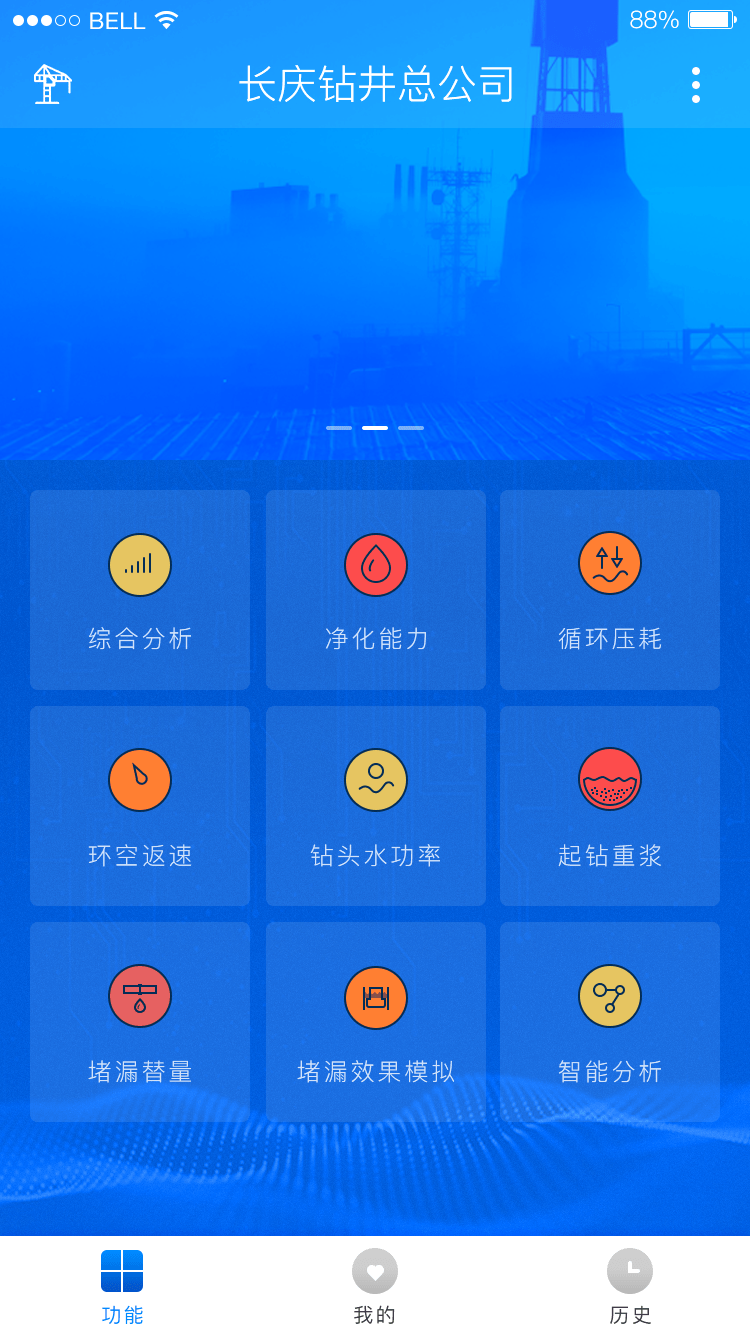 BELL 88%
长庆钻井总公司
综合分析 净化能力 循环压耗
环空返速 钻头水功率 起钻重浆
堵漏替量 堵漏效果模拟 智能分析
功能 我的 历史